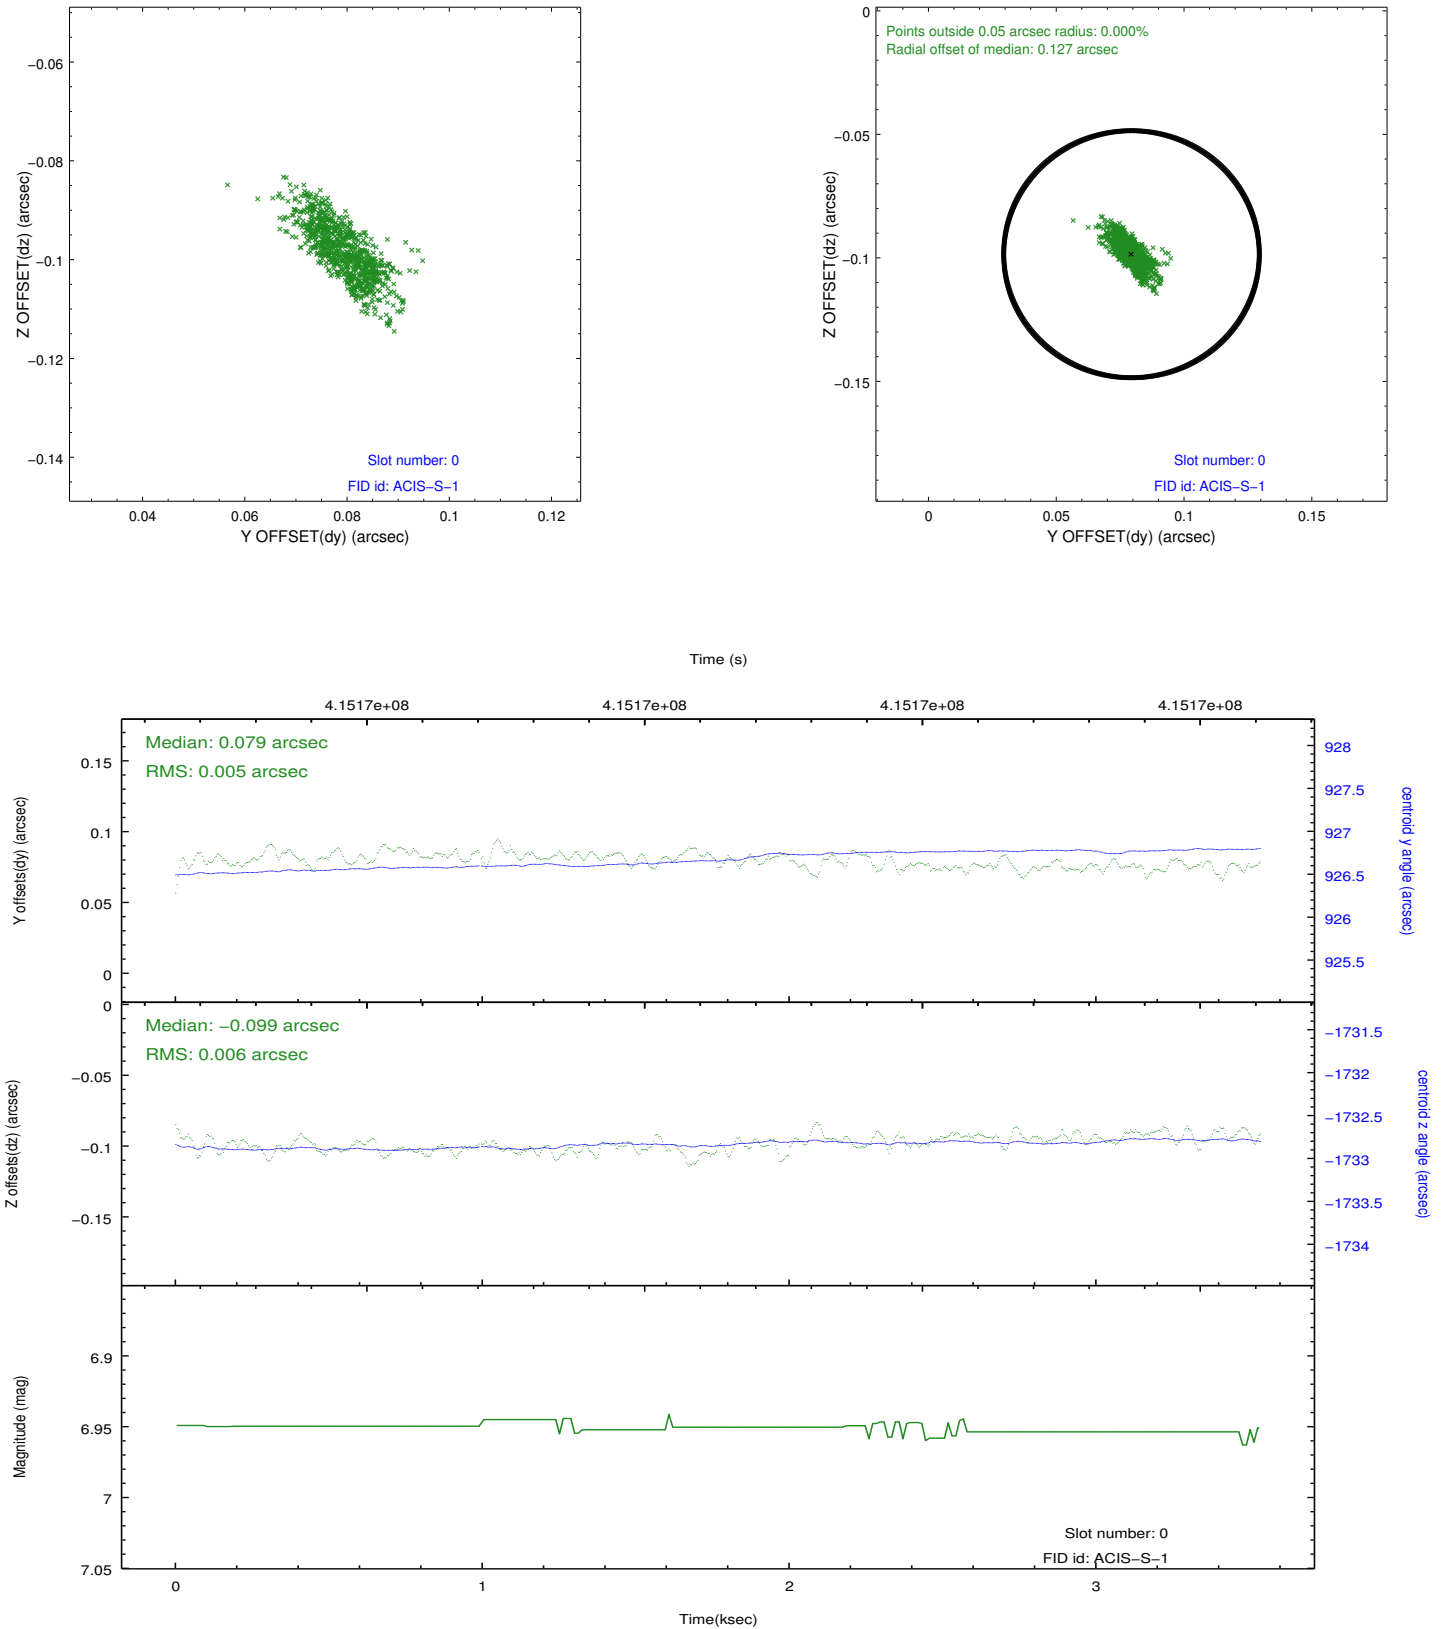 −0.06
−0.08
−0.1
−0.12
−0.14
Z OFFSET(dz) (arcsec)
Slot number: 0
FID id: ACIS−S−1
0.04 0.06 0.08 0.1 0.12
Y OFFSET(dy) (arcsec)
Points outside 0.05 arcsec radius: 0.000%
Radial offset of median: 0.127 arcsec
0
−0.05
−0.1
−0.15
Z OFFSET(dz) (arcsec)
Slot number: 0
FID id: ACIS−S−1
0 0.05 0.1 0.15
Y OFFSET(dy) (arcsec)
Time (s)
4.1517e+08 4.1517e+08 4.1517e+08 4.1517e+08
Median: 0.079 arcsec
RMS: 0.005 arcsec
0.15
0.1
0.05
0
Y offsets(dy) (arcsec)
928
927.5
927
926.5
926
925.5
centroid y angle (arcsec)
Median: −0.099 arcsec
RMS: 0.006 arcsec
0
−0.05
−0.1
−0.15
Z offsets(dz) (arcsec)
−1731.5
−1732
−1732.5
−1733
−1733.5
−1734
centroid z angle (arcsec)
6.9
6.95
7
7.05
Magnitude (mag)
Slot number: 0
FID id: ACIS−S−1
0 1 2 3
Time(ksec)